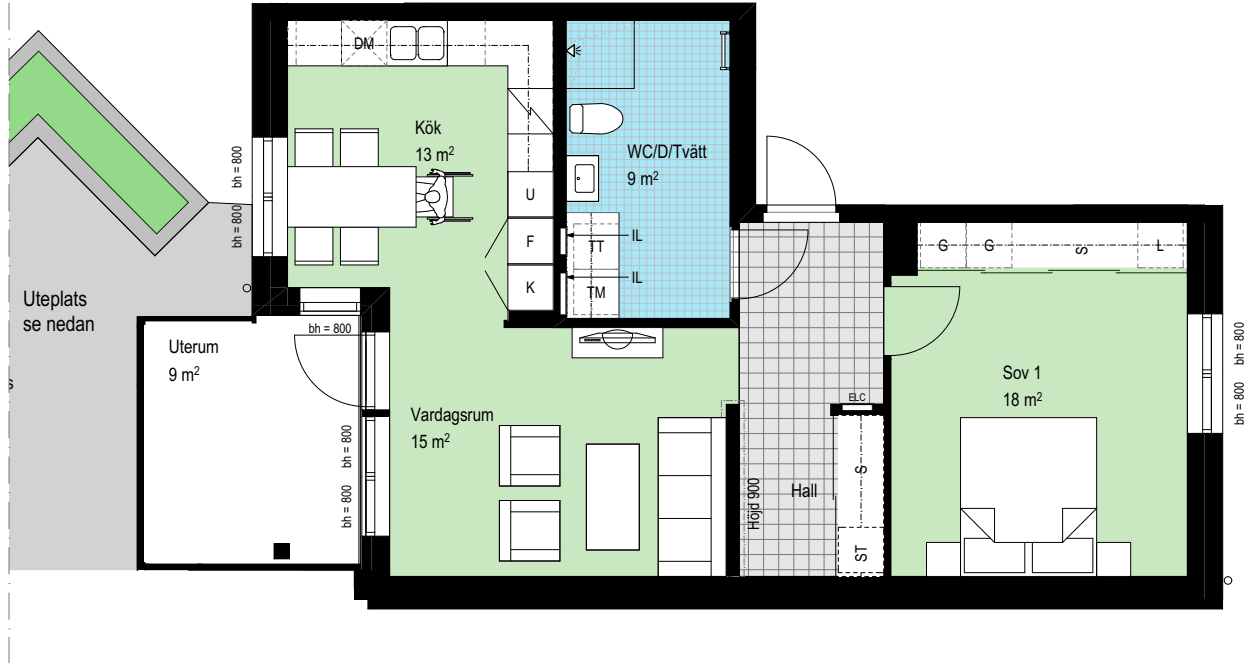 DM
Kök
13 m²
WC/D/Tvätt
9 m²
bh = 800
bh = 800
U
F
K
IL
TT
IL
TM
G
G
S
L
Uteplats
se nedan
bh = 800
Uterum
9 m²
Vardagsrum
15 m²
bh = 800
bh = 800
ELC
S
Höjd 900
Hall
ST
Sov 1
18 m²
bh = 800
bh = 800
s